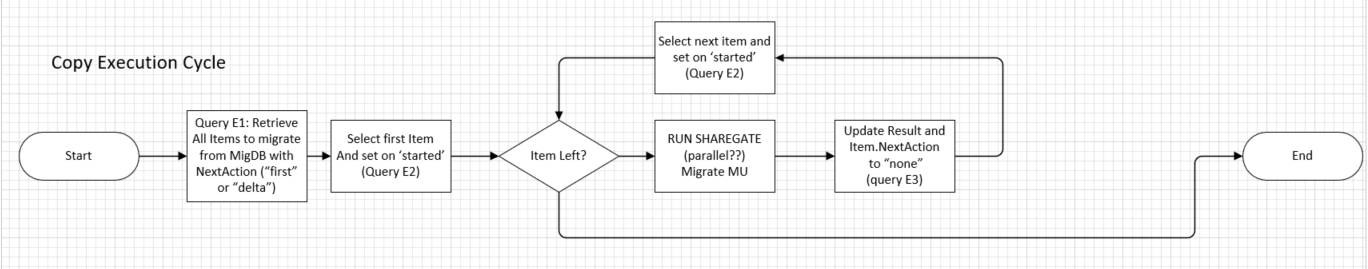 Copy Execution Cycle
Start
Query E1: Retrieve
All Items to migrate
from MigDB with
NextAction (“first”
or “delta”)
Select first Item
And set on ‘started’
(Query E2)
Item Left?
Select next item and
set on ‘started’
(Query E2)
RUN SHAREGATE
(parallel??)
Migrate MU
Update Result and
Item.NextAction
to “none”
(query E3)
End